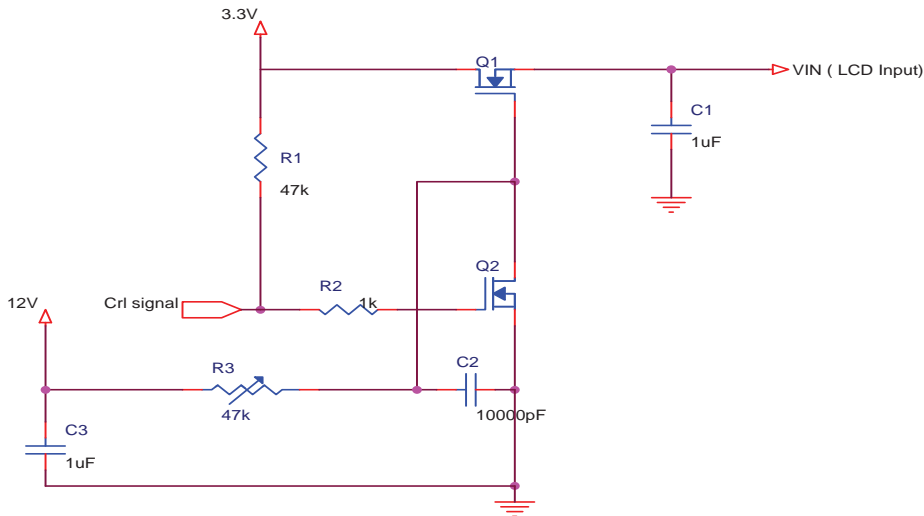 3.3V
Q1
VIN ( LCD Input)
C1
1uF
R1
47k
Q2
R2
1k
Crl signal
12V
R3
47k
C2
10000pF
C3
1uF